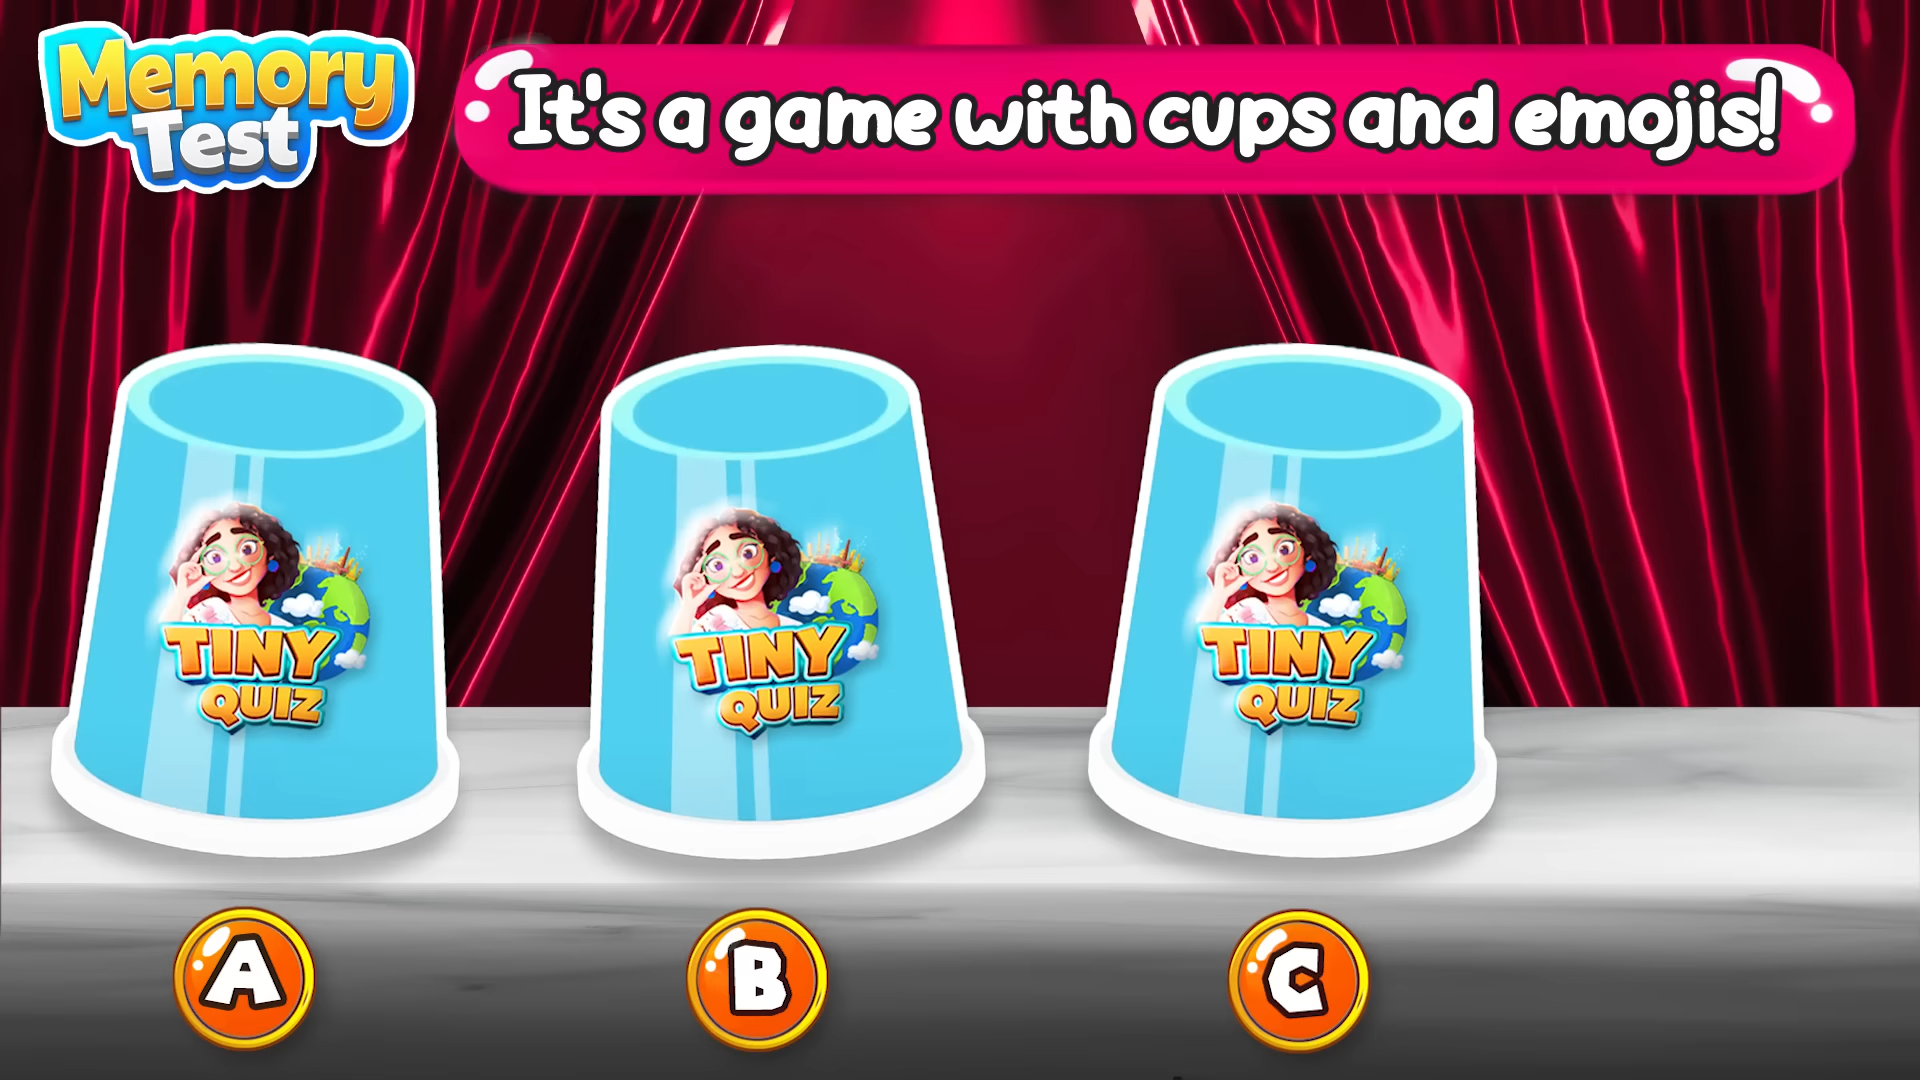 Memory
Test
It's a game with cups and emojis!
TINY
QUIZ
TINY
QUIZ
TINY
QUIZ
A
B
C